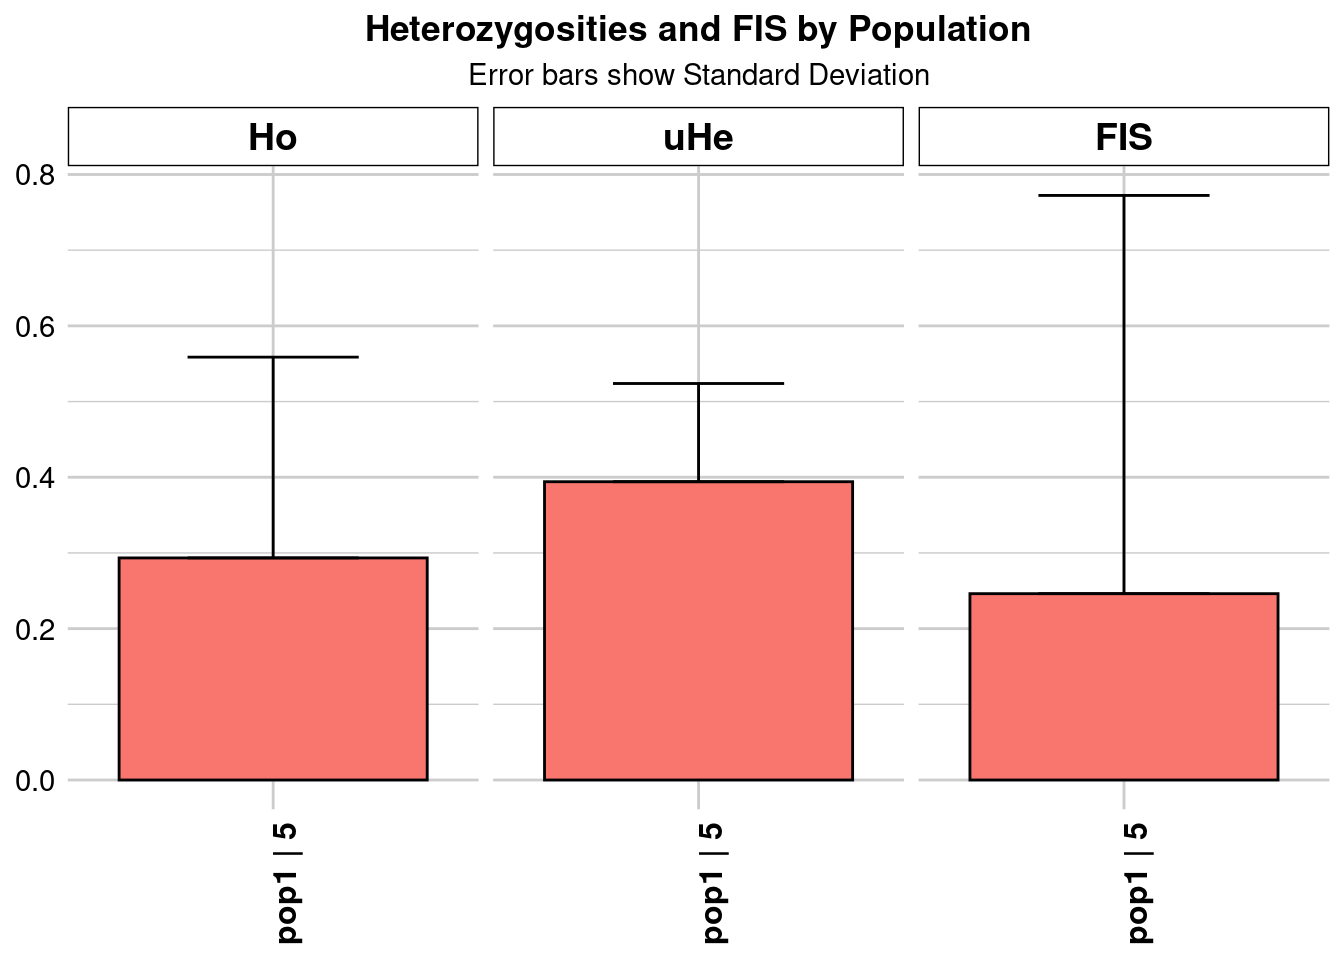 Heterozygosities and FIS by Population
Error bars show Standard Deviation
Ho
uHe
FIS
0.8
0.6
0.4
0.2
0.0
pop1 | 5
pop1 | 5
pop1 | 5